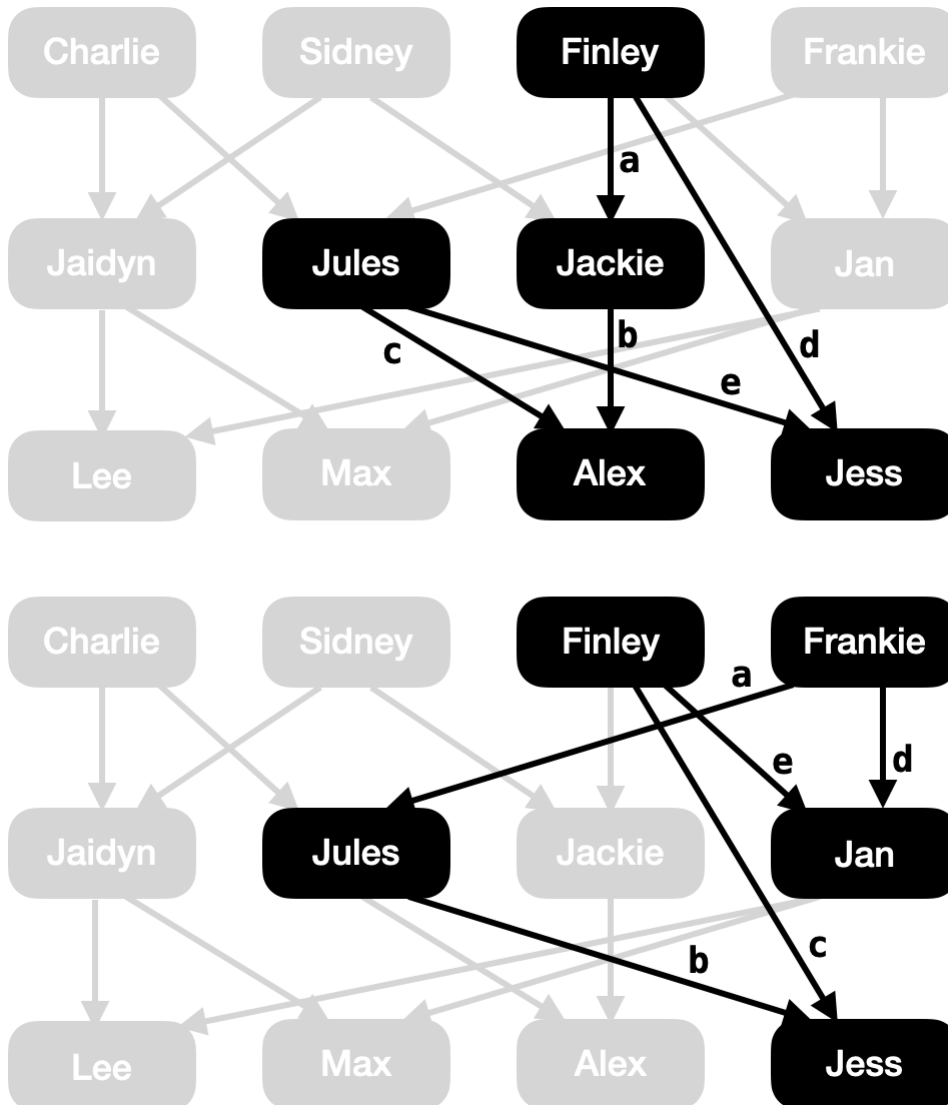 Charlie Sidney Finley Frankie
a
Jaidyn Jules Jackie Jan
c b d
e
Lee Max Alex Jess
Charlie Sidney Finley Frankie
a
e d
Jaidyn Jules Jackie Jan
b c
Lee Max Alex Jess